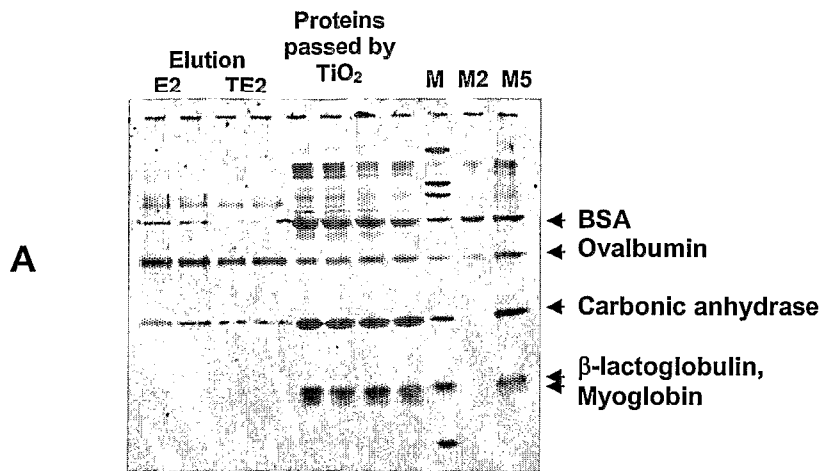 Proteins
passed by
TiO₂
Elution
E2 TE2
M M2 M5
A
BSA
Ovalbumin
Carbonic anhydrase
β-lactoglobulin,
Myoglobin